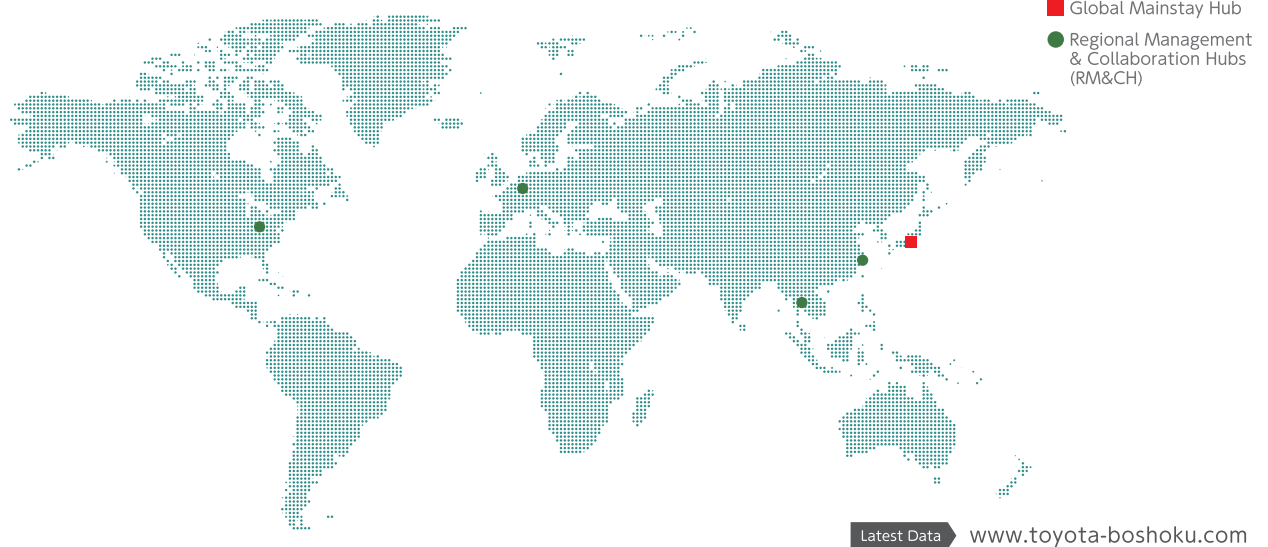 Global Mainstay Hub
Regional Management
& Collaboration Hubs
(RM&CH)
Latest Data
www.toyota-boshoku.com